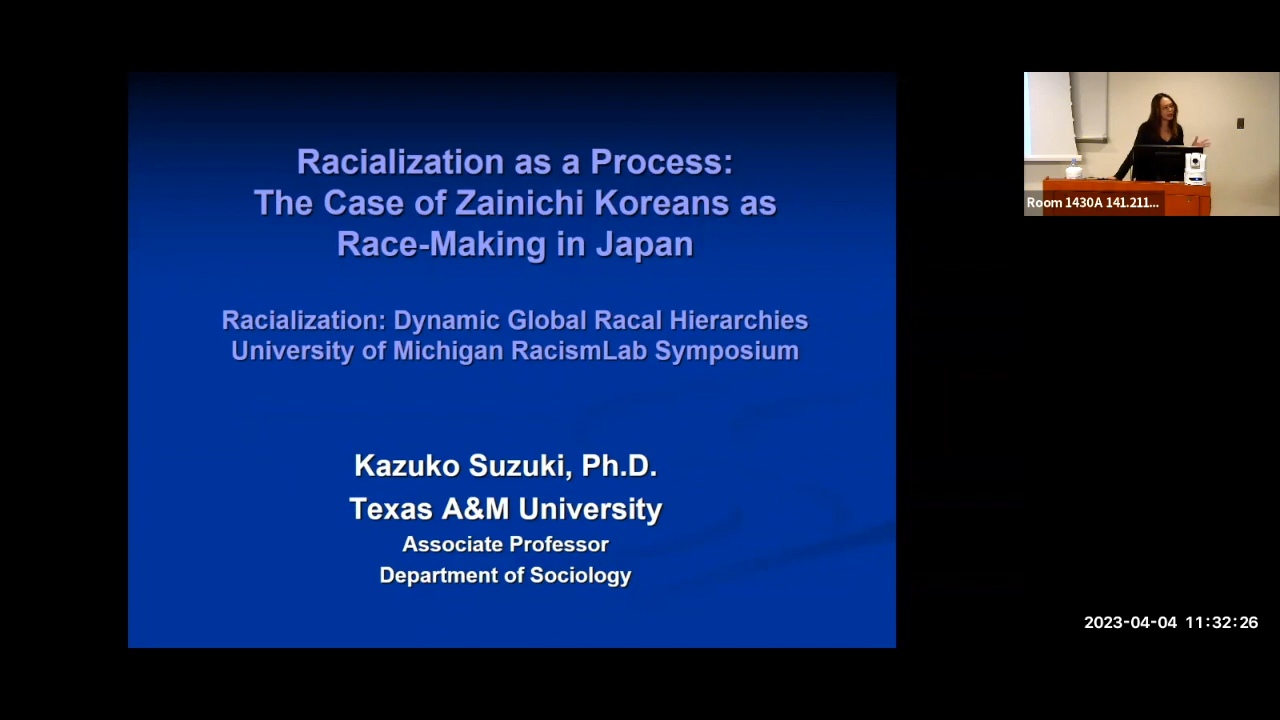 Racialization as a Process:
The Case of Zainichi Koreans as
Race-Making in Japan
Racialization: Dynamic Global Racal Hierarchies
University of Michigan RacismLab Symposium
Kazuko Suzuki, Ph.D.
Texas A&M University
Associate Professor
Department of Sociology
Room 1430A 141.211...
2023-04-04 11:32:26